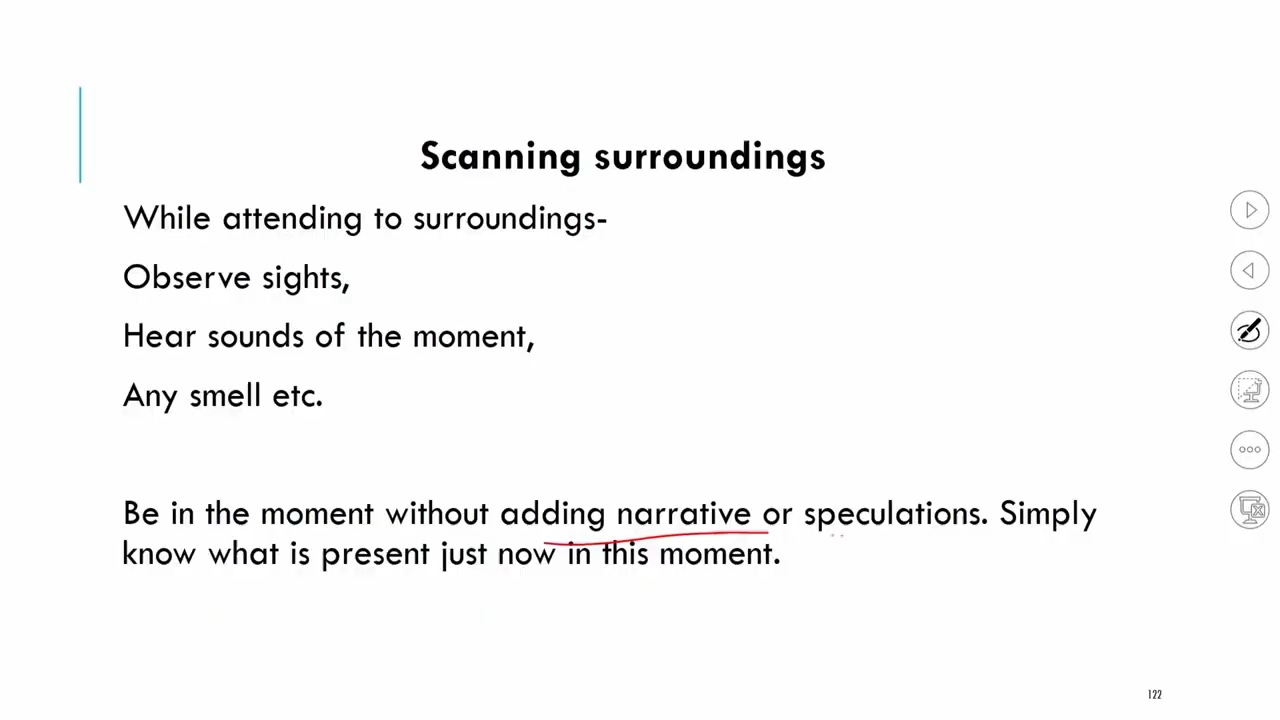 Scanning surroundings
While attending to surroundings-
Observe sights,
Hear sounds of the moment,
Any smell etc.
Be in the moment without adding narrative or speculations. Simply
know what is present just now in this moment.
122